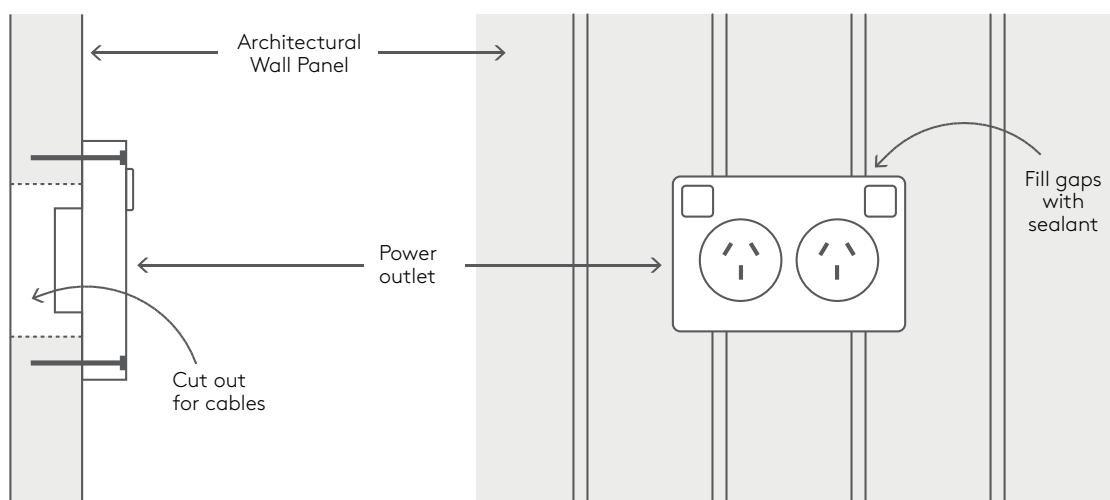 Architectural
Wall Panel
Fill gaps
with
sealant
Power
outlet
Cut out
for cables